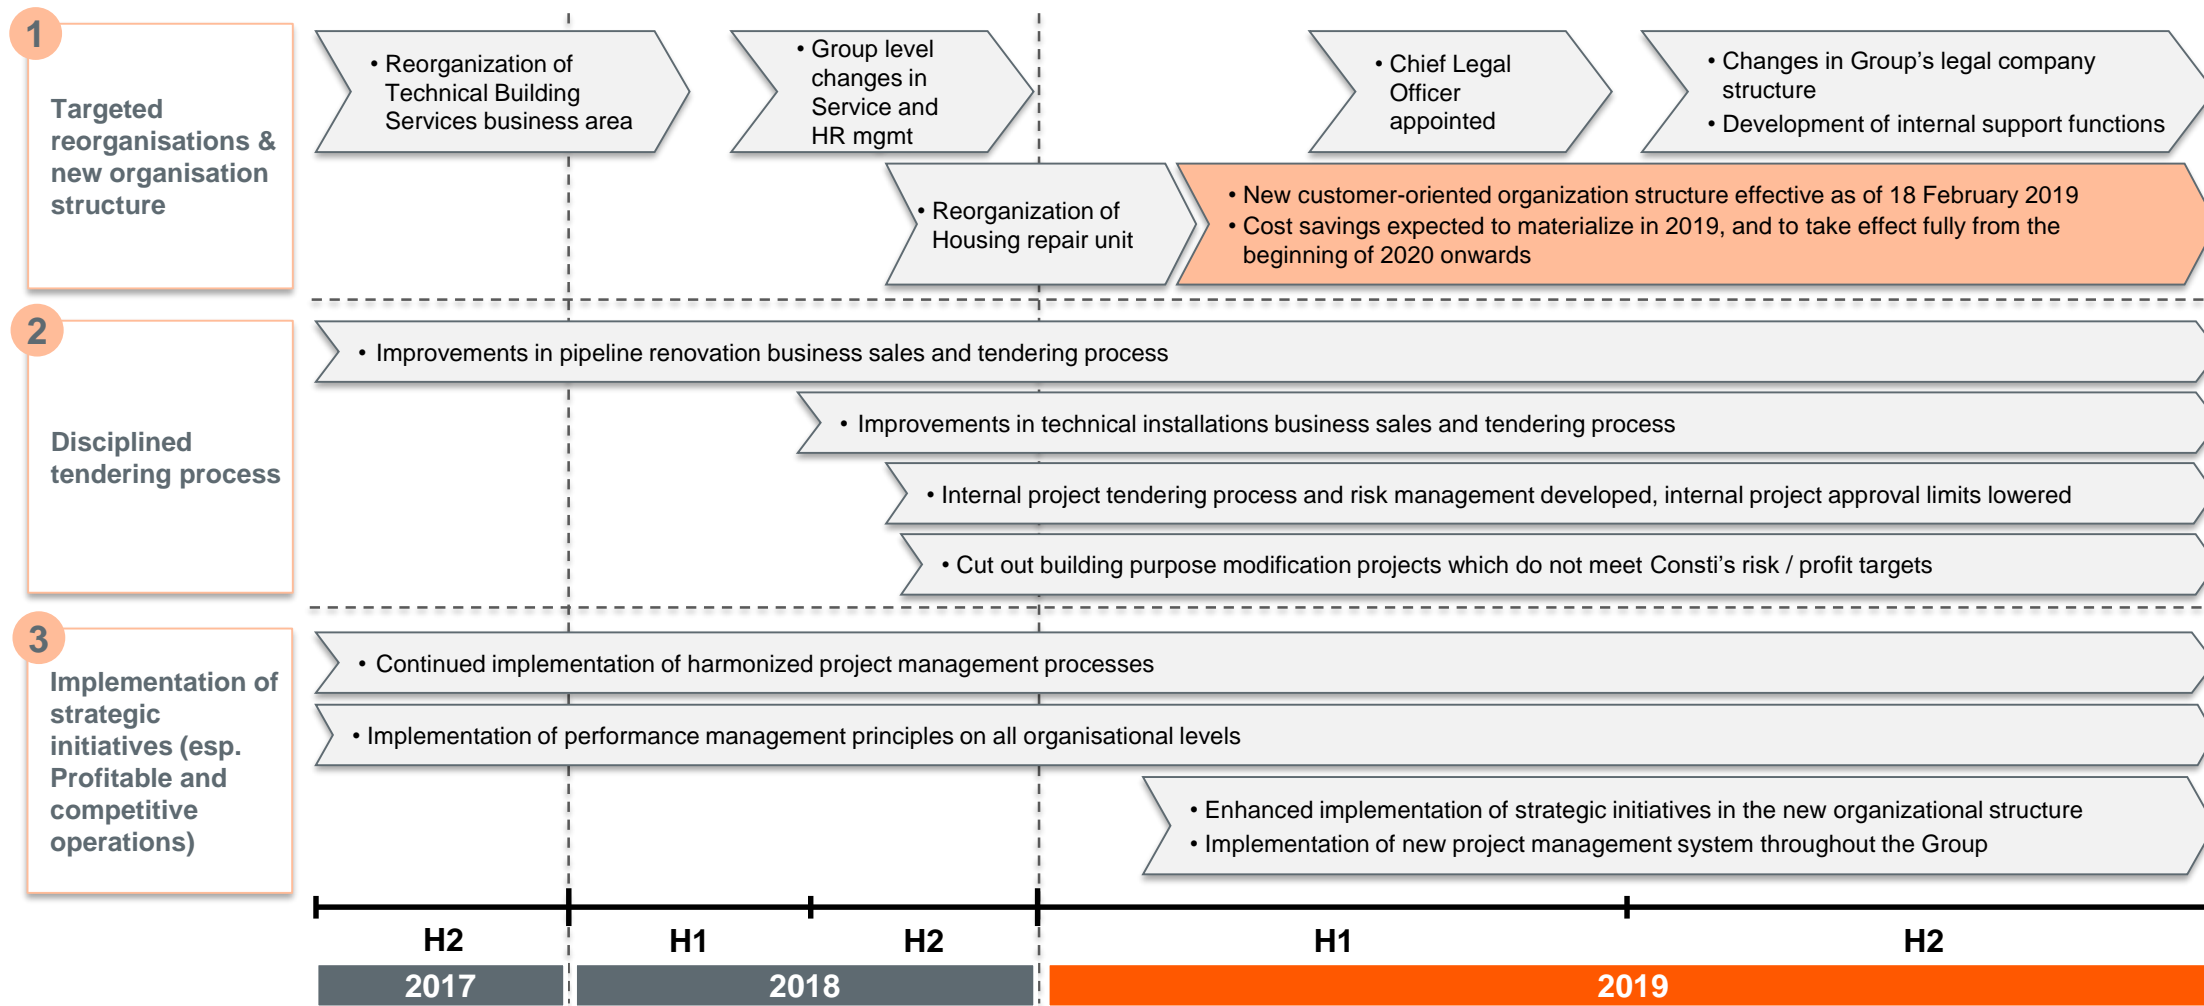 1
Targeted
reorganisations &
new organisation
structure
• Reorganization of
Technical Building
Services business area
• Group level
changes in
Service and
HR mgmt
• Chief Legal
Officer
appointed
• Changes in Group’s legal company
structure
• Development of internal support functions
• Reorganization of
Housing repair unit
• New customer-oriented organization structure effective as of 18 February 2019
• Cost savings expected to materialize in 2019, and to take effect fully from the
beginning of 2020 onwards
2
Disciplined
tendering process
• Improvements in pipeline renovation business sales and tendering process
• Improvements in technical installations business sales and tendering process
• Internal project tendering process and risk management developed, internal project approval limits lowered
• Cut out building purpose modification projects which do not meet Consti’s risk / profit targets
3
Implementation of
strategic
initiatives (esp.
Profitable and
competitive
operations)
• Continued implementation of harmonized project management processes
• Implementation of performance management principles on all organisational levels
• Enhanced implementation of strategic initiatives in the new organizational structure
• Implementation of new project management system throughout the Group
H2 H1 H2 H1 H2
2017 2018 2019